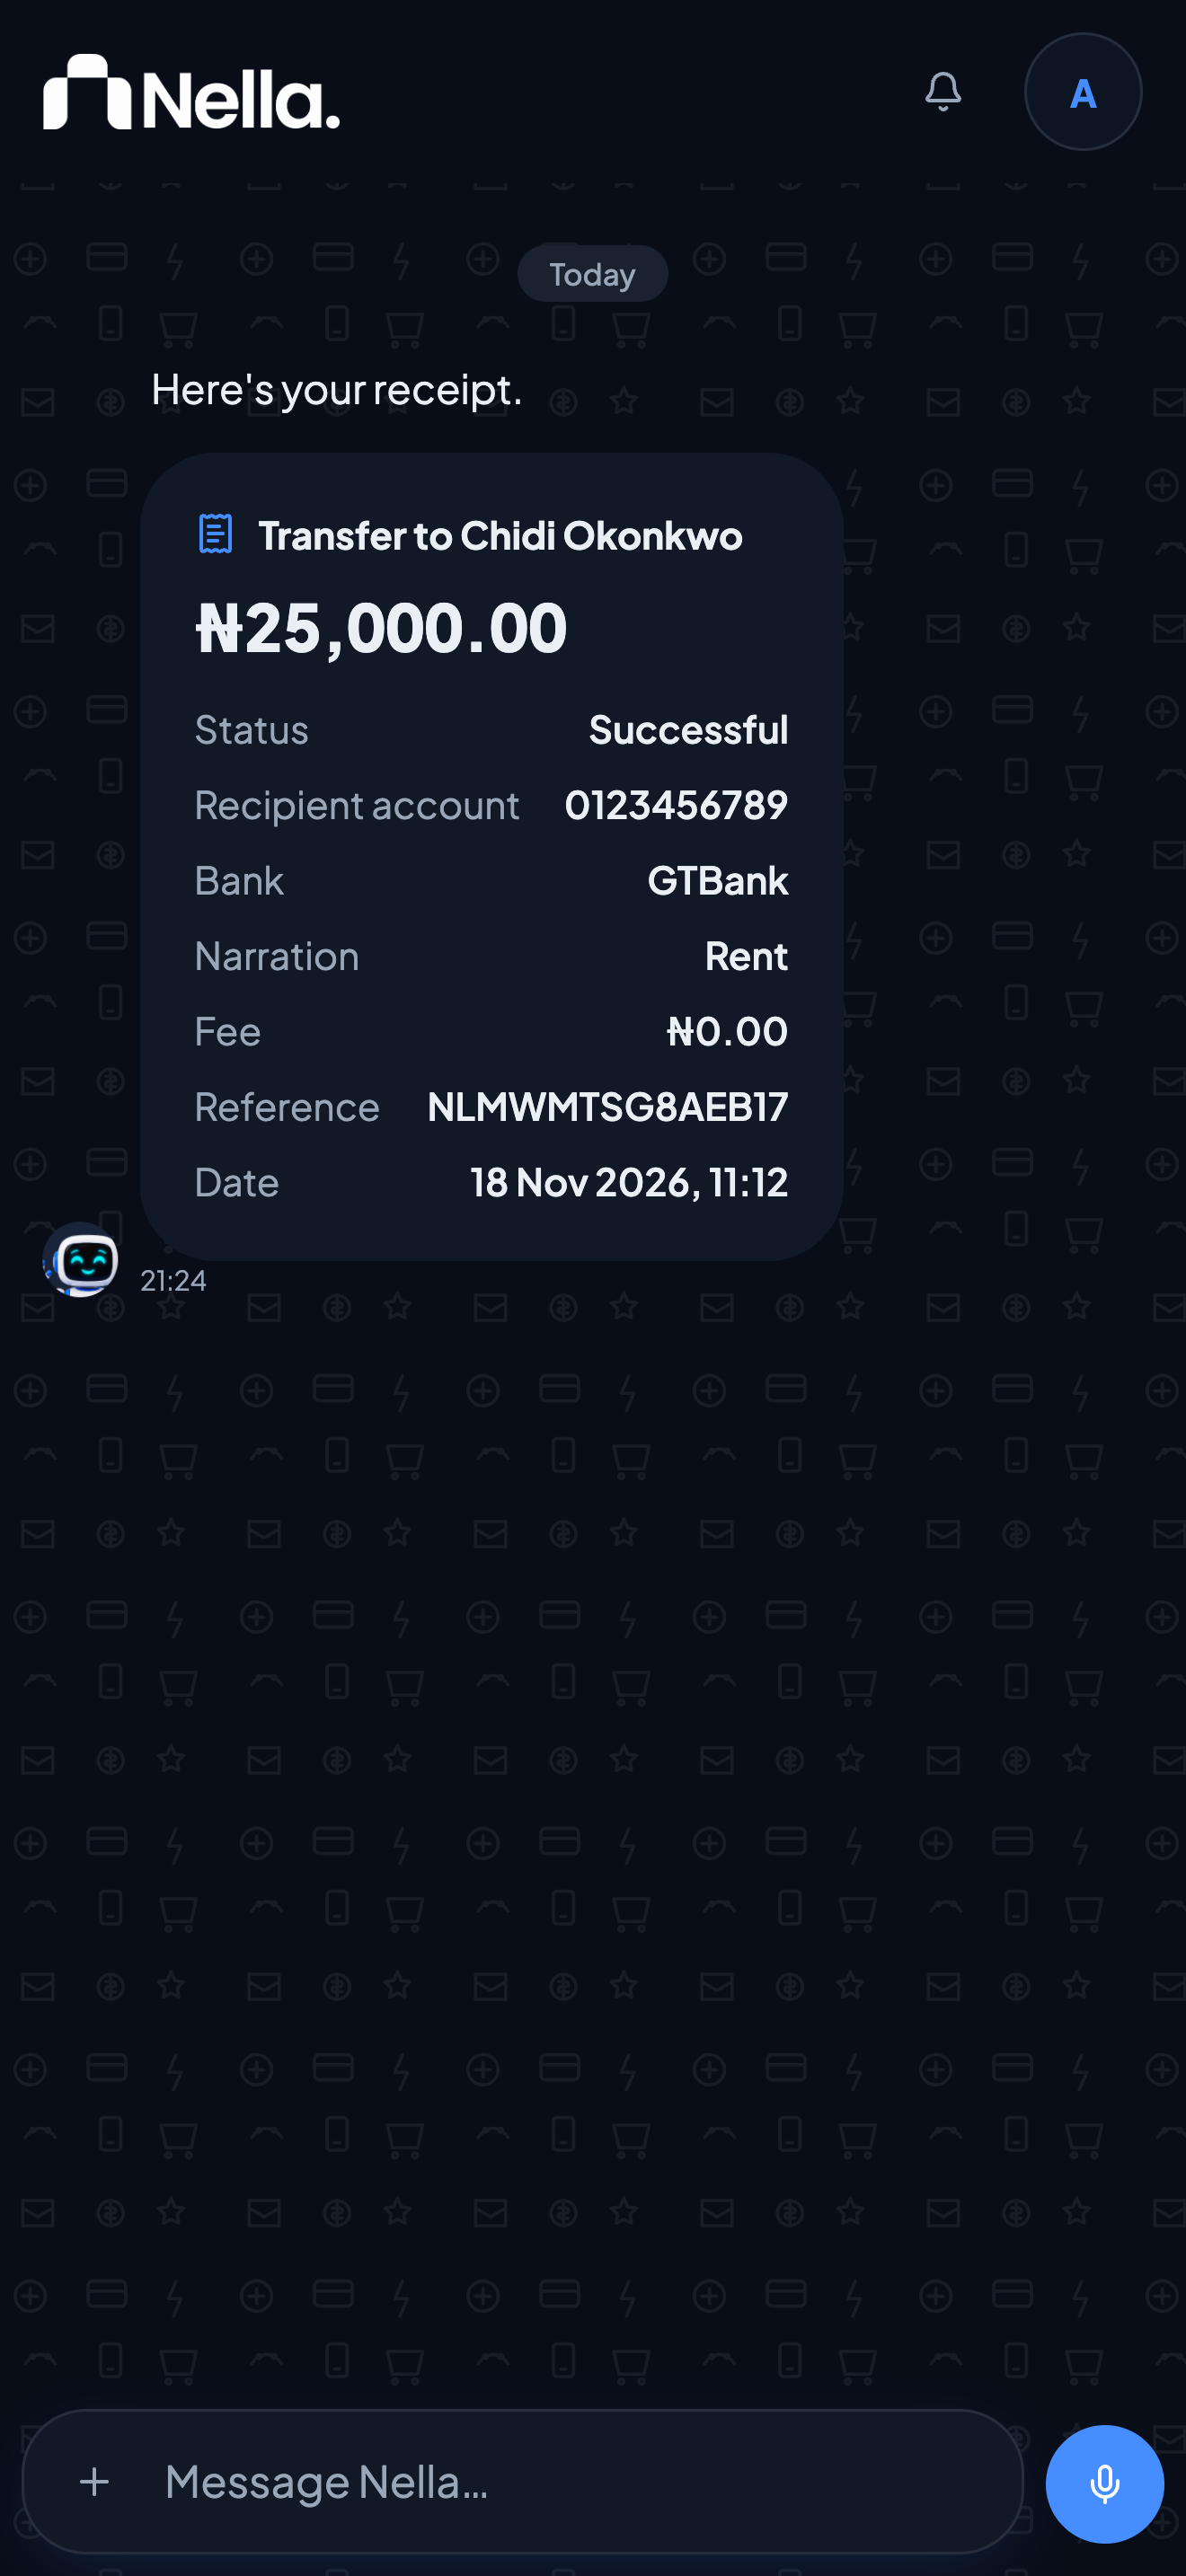 Nella.
A
Today
Here's your receipt.
Transfer to Chidi Okonkwo
₦25,000.00
Status Successful
Recipient account 0123456789
Bank GTBank
Narration Rent
Fee ₦0.00
Reference NLMWMTSG8AEB17
Date 18 Nov 2026, 11:12
21:24
Message Nella...